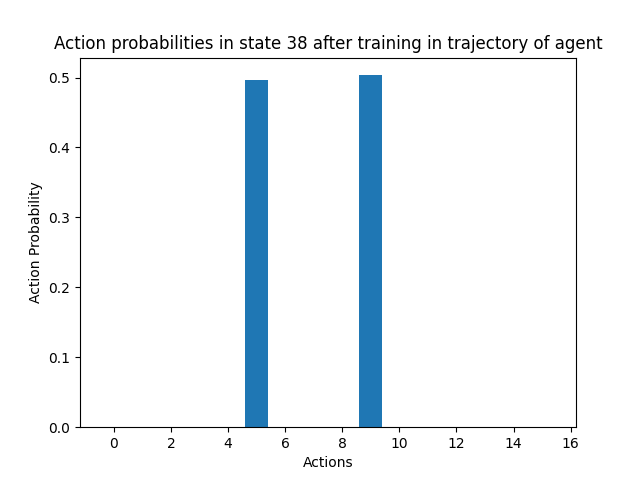 Action probabilities in state 38 after training in trajectory of agent
0.5
0.4
0.3
0.2
0.1
0.0
Action Probability
0 2 4 6 8 10 12 14 16
Actions